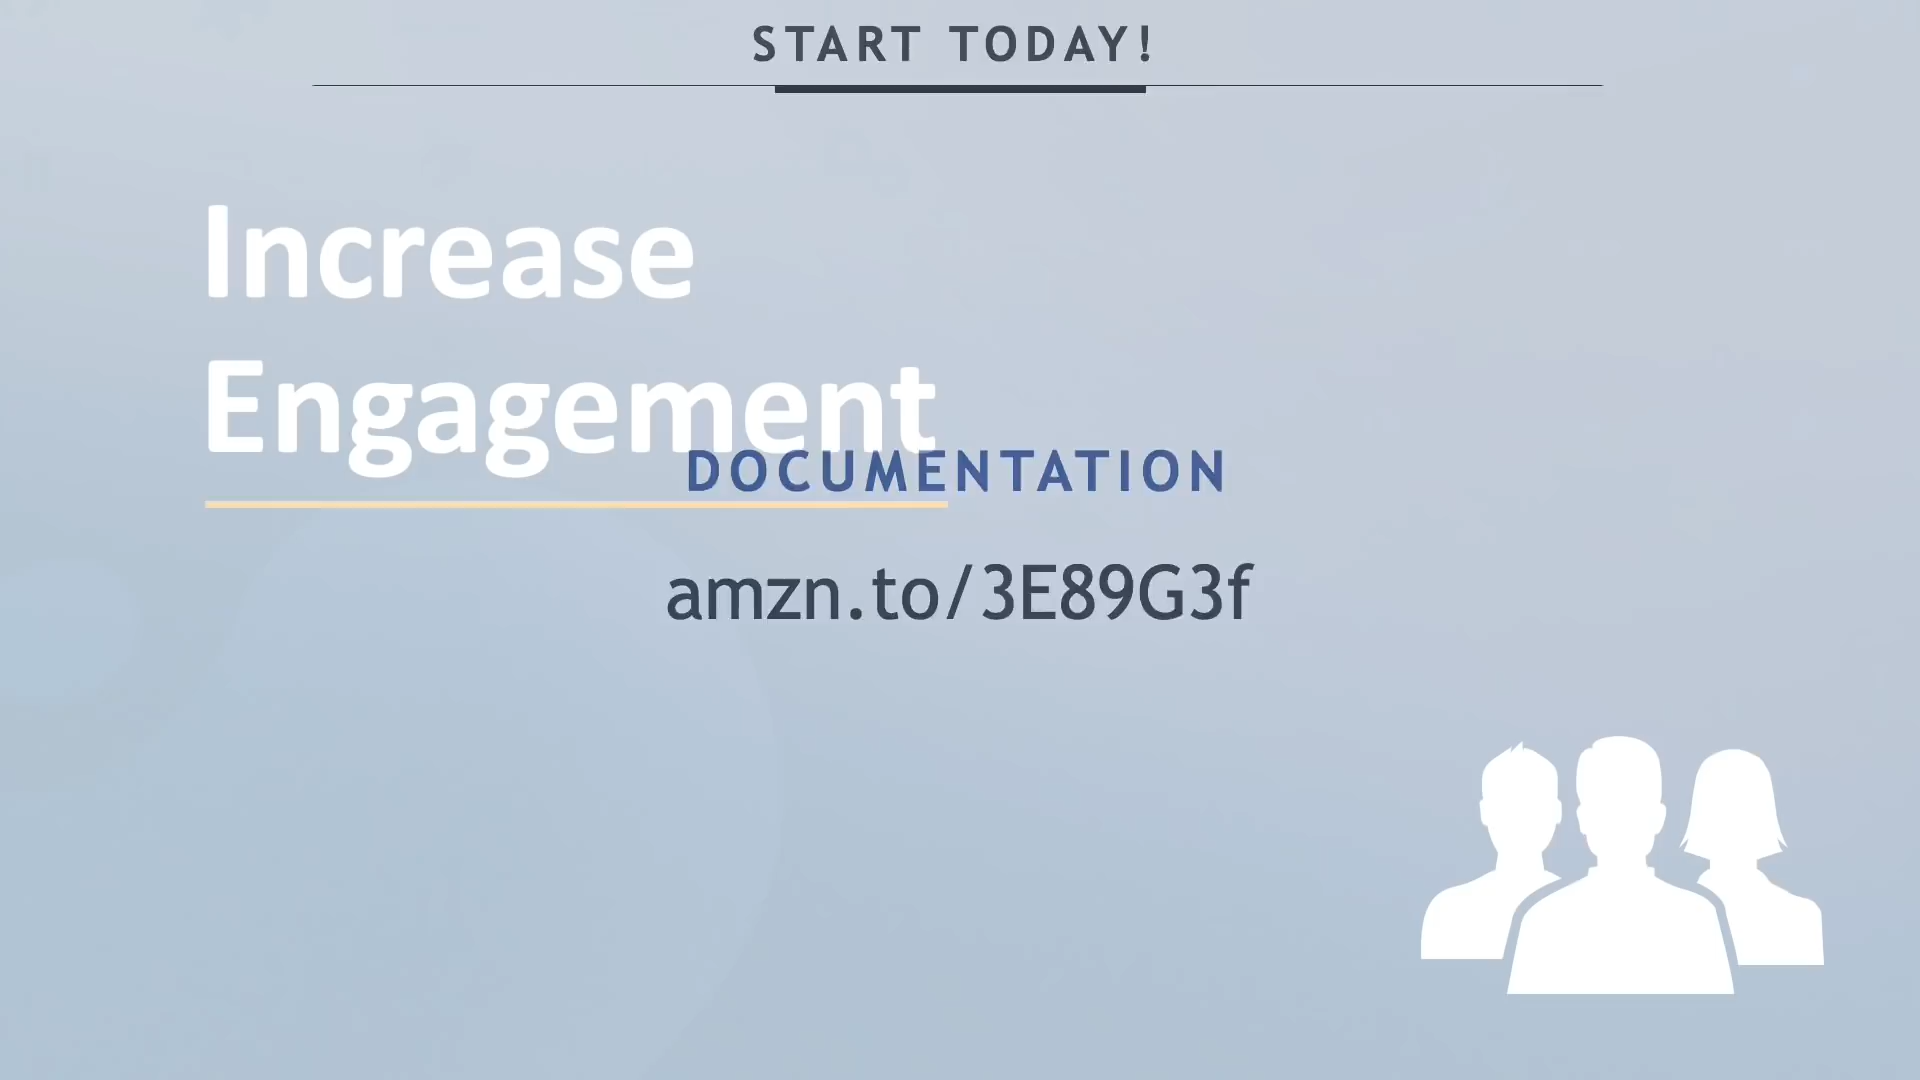 START TODAY!
Increase
Engagement
DOCUMENTATION
amzn.to/3E89G3f